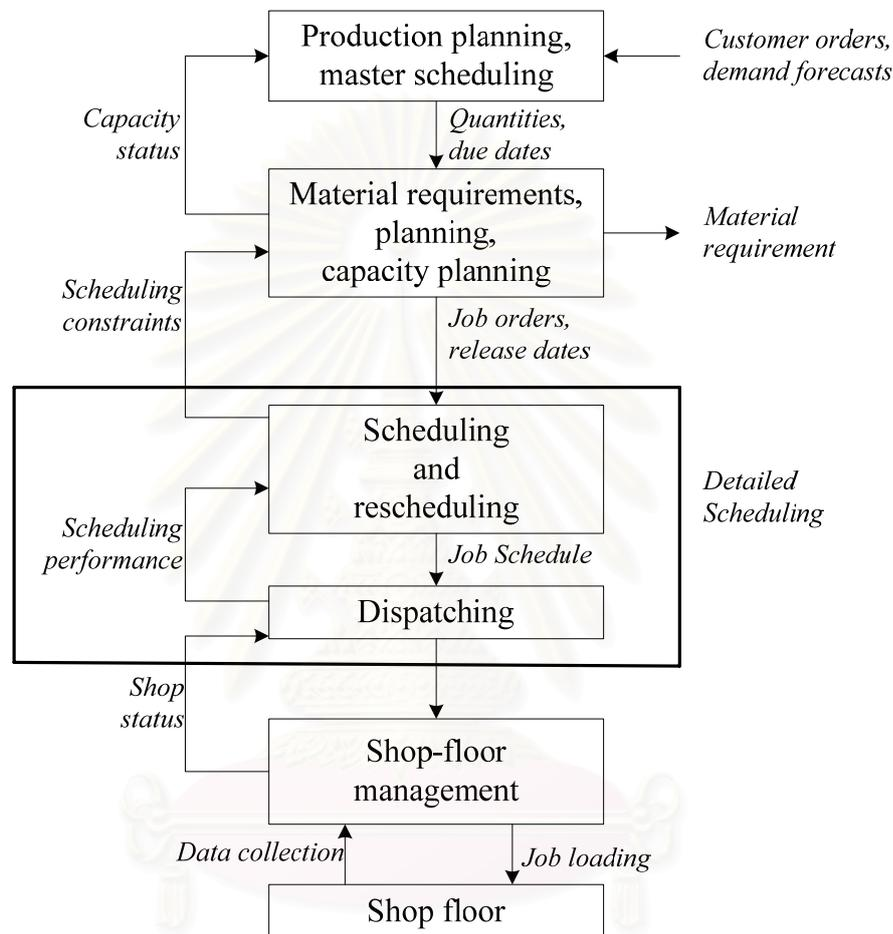 Production planning,
master scheduling
Customer orders,
demand forecasts
Capacity
status
Quantities,
due dates
Material requirements,
planning,
capacity planning
Material
requirement
Scheduling
constraints
Job orders,
release dates
Scheduling
and
rescheduling
Detailed
Scheduling
Scheduling
performance
Job Schedule
Dispatching
Shop
status
Shop-floor
management
Data collection
Job loading
Shop floor